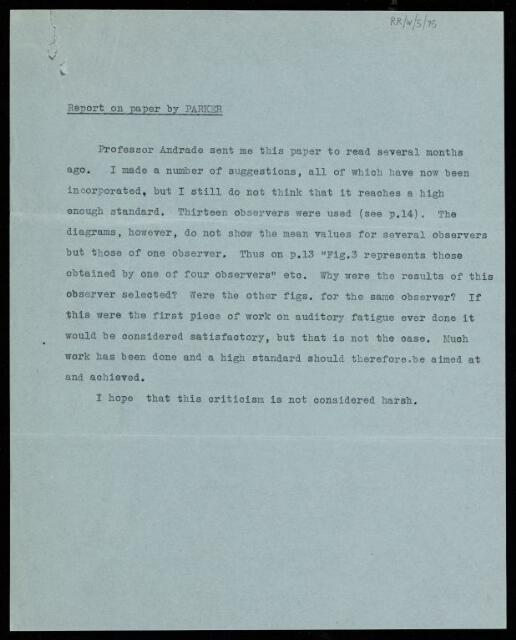 RR/W/5/75
Report on paper by PARKER
Professor Andrade sent me this paper to read several months
ago. I made a number of suggestions, all of which have now been
incorporated, but I still do not think that it reaches a high
enough standard. Thirteen observers were used (see p.14). The
diagrams, however, do not show the mean values for several observers
but those of one observer. Thus on p.13 "Fig.3 represents those
obtained by one of four observers" etc. Why were the results of this
observer selected? Were the other figs. for the same observer? If
this were the first piece of work on auditory fatigue ever done it
would be considered satisfactory, but that is not the case. Much
work has been done and a high standard should therefore.be aimed at
and achieved.
I hope that this criticism is not considered harsh.